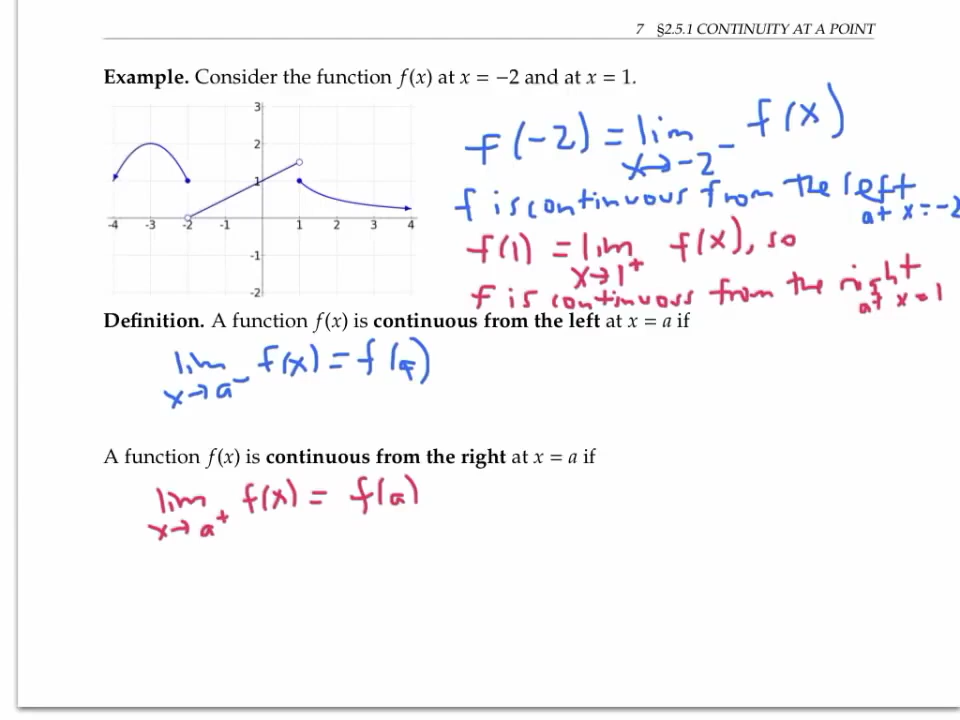 7 §2.5.1 CONTINUITY AT A POINT
Example. Consider the function f(x) at x = −2 and at x = 1.
3
2
1
-4 -3 -2 -1 1 2 3 4
-1
-2
f(-2) = lim f(x)
x→-2⁻
f is continuous from the left
at x = -2
f(1) = lim f(x), so
x→1⁺
f is continuous from the right
at x = 1
Definition. A function f(x) is continuous from the left at x = a if
lim f(x) = f(a)
x→a⁻
A function f(x) is continuous from the right at x = a if
lim f(x) = f(a)
x→a⁺